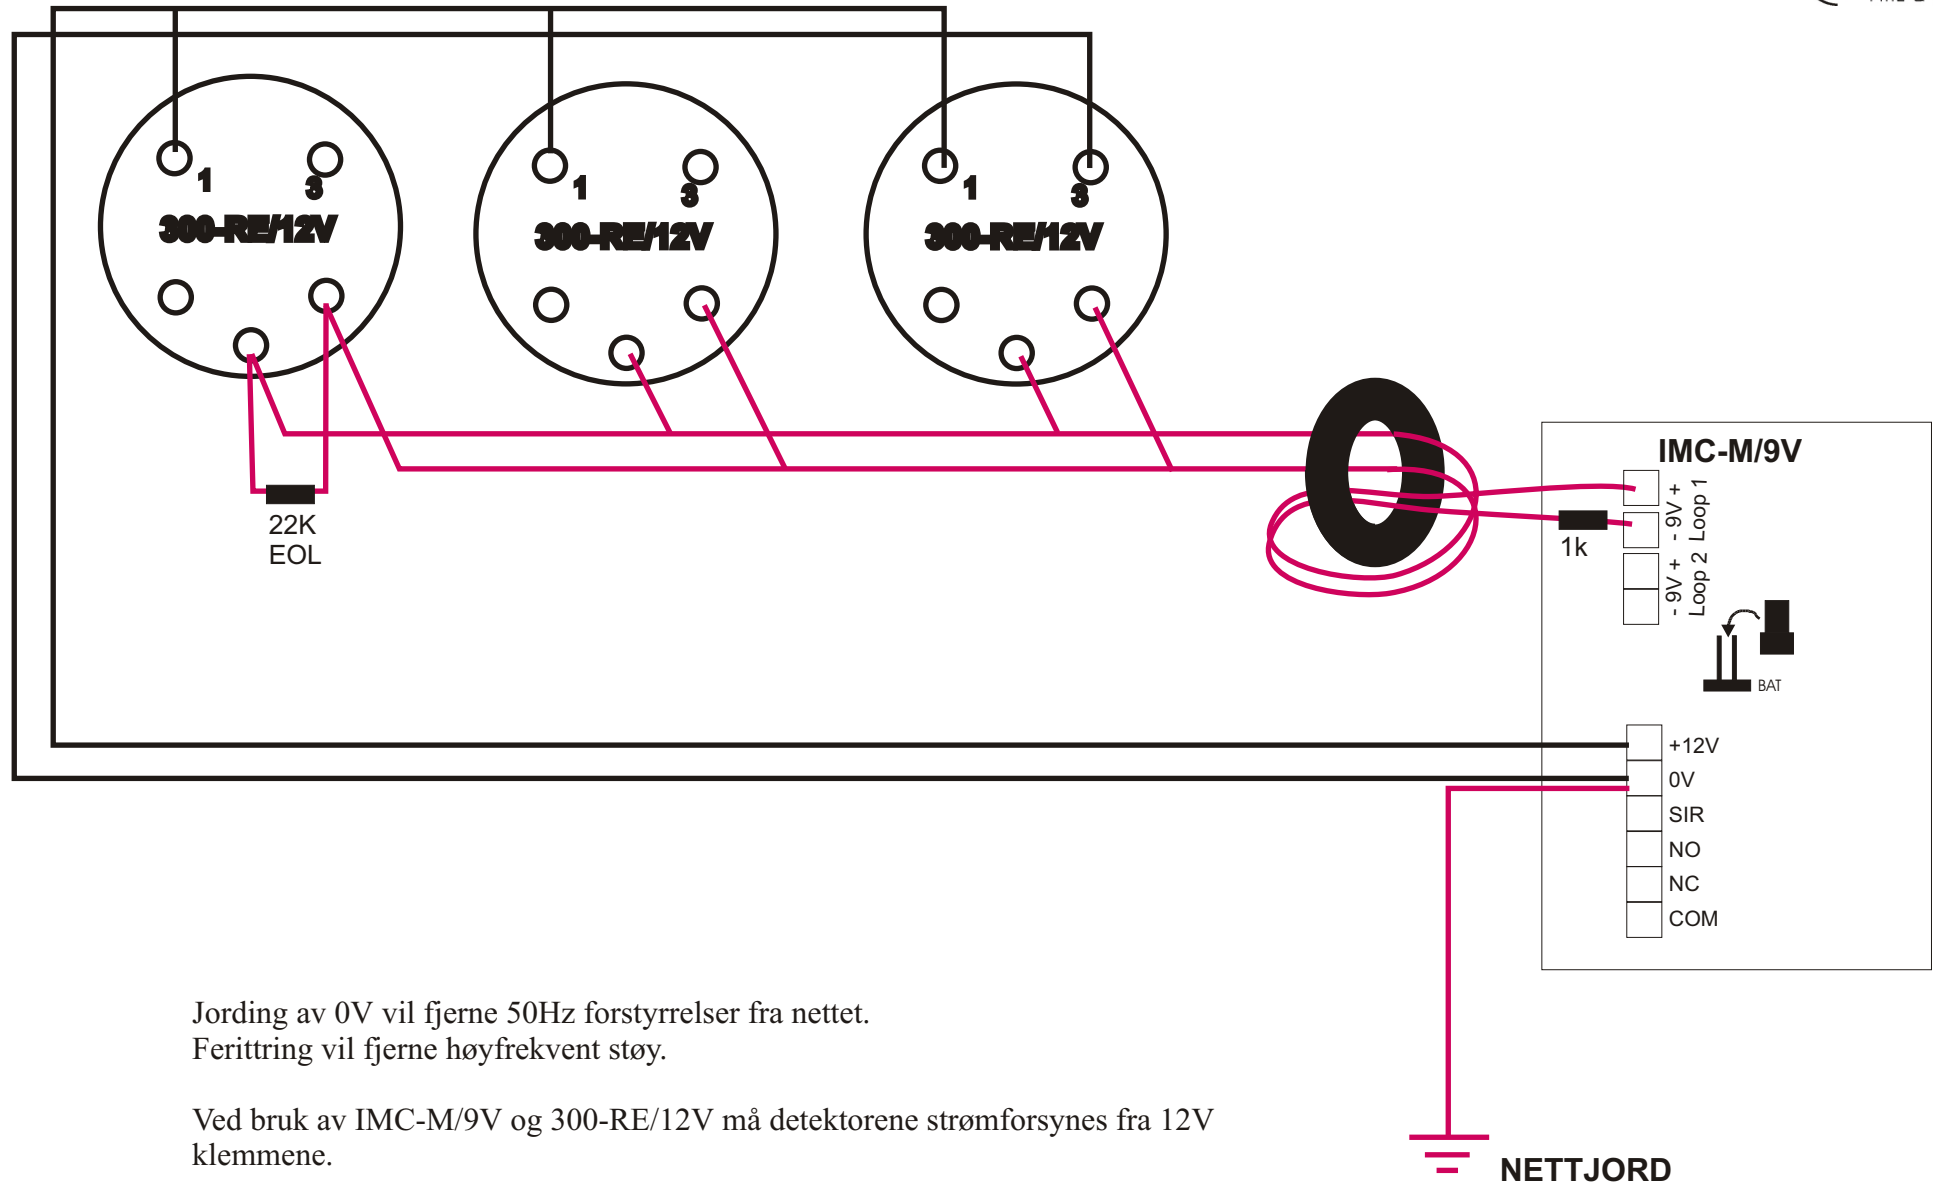 1
3
300-RE/12V
1
3
300-RE/12V
1
3
300-RE/12V
22K
EOL
IMC-M/9V
- 9V +
Loop 1
- 9V +
Loop 2
1k
BAT
+12V
0V
SIR
NO
NC
COM
Jording av 0V vil fjerne 50Hz forstyrrelser fra nettet.
Ferittring vil fjerne høyfrekvent støy.
Ved bruk av IMC-M/9V og 300-RE/12V må detektorene strømforsynes fra 12V
klemmene.
NETTJORD